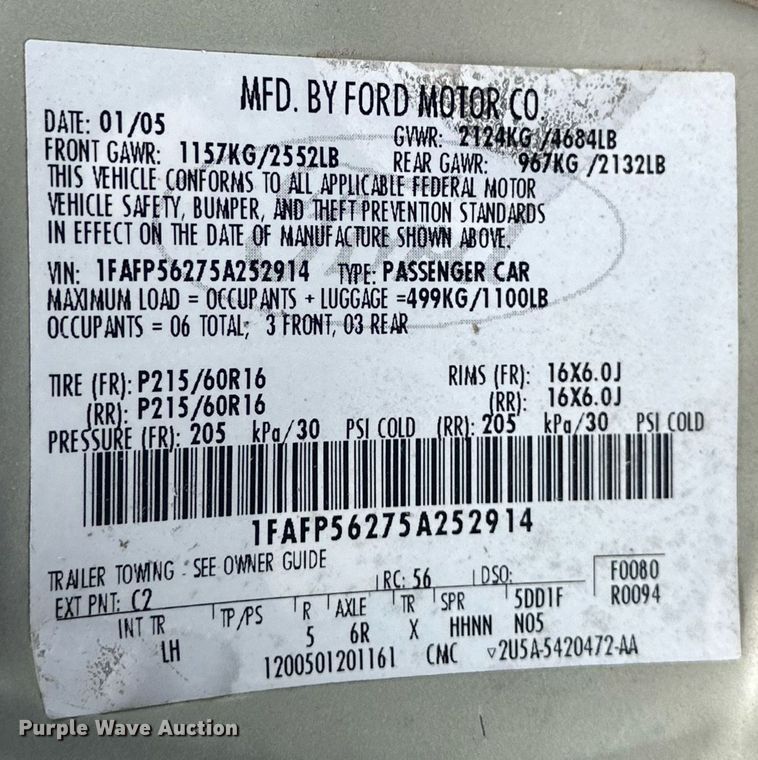 MFD. BY FORD MOTOR CO.
DATE: 01/05 GVWR: 2124KG /4684LB
FRONT GAWR: 1157KG/2552LB REAR GAWR: 967KG /2132LB
THIS VEHICLE CONFORMS TO ALL APPLICABLE FEDERAL MOTOR
VEHICLE SAFETY, BUMPER, AND THEFT PREVENTION STANDARDS
IN EFFECT ON THE DATE OF MANUFACTURE SHOWN ABOVE.
VIN: 1FAFP56275A252914 TYPE: PASSENGER CAR
MAXIMUM LOAD = OCCUPANTS + LUGGAGE =499KG/1100LB
OCCUPANTS = 06 TOTAL; 3 FRONT, 03 REAR
TIRE (FR): P215/60R16 RIMS (FR): 16X6.0J
(RR): P215/60R16 (RR): 16X6.0J
PRESSURE (FR): 205 kPa/30 PSI COLD (RR): 205 kPa/30 PSI COLD
1FAFP56275A252914
TRAILER TOWING - SEE OWNER GUIDE
EXT PNT: C2 RC: 56 DSO: F0080
INT TR TP/PS R AXLE TR SPR 5DD1F R0094
LH 5 6R X HHNN N05
1200501201161 CMC ▽2U5A-5420472-AA
Ford
Purple Wave Auction